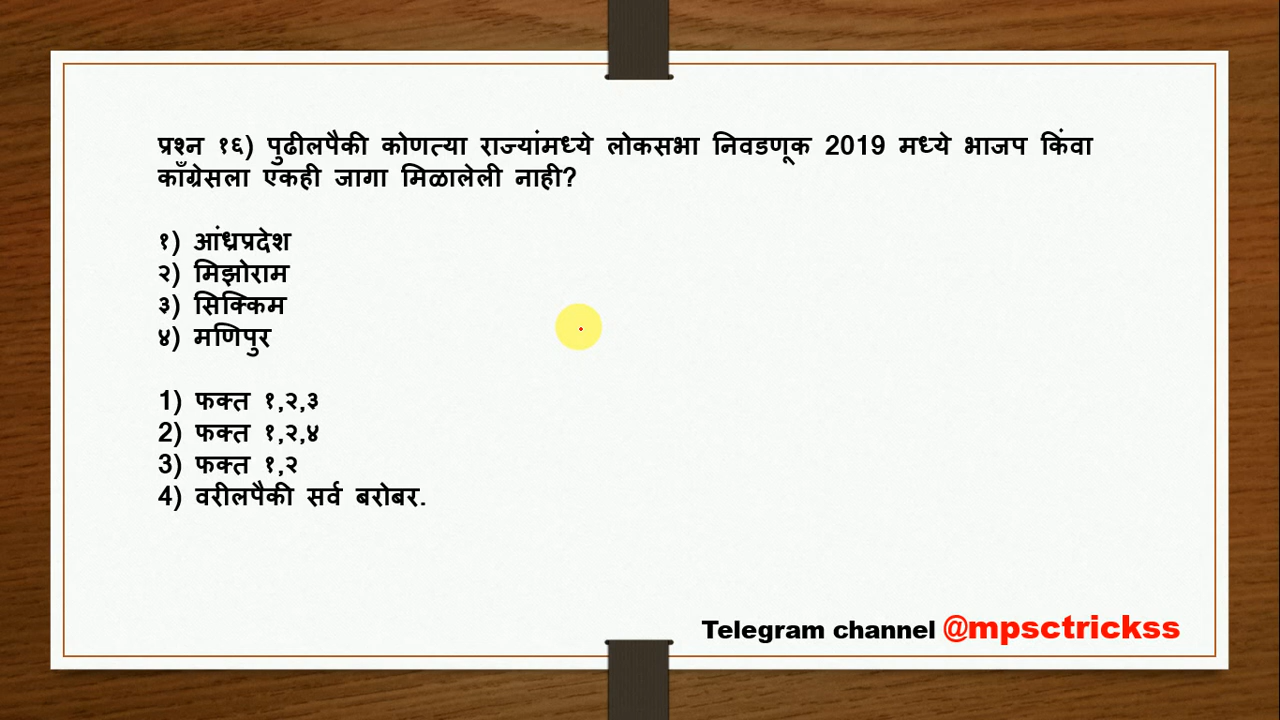 प्रश्न १६) पुढीलपैकी कोणत्या राज्यांमध्ये लोकसभा निवडणूक 2019 मध्ये भाजप किंवा
काँग्रेसला एकही जागा मिळालेली नाही?
१) आंध्रप्रदेश
२) मिझोराम
३) सिक्किम
४) मणिपुर
1) फक्त १,२,३
2) फक्त १,२,४
3) फक्त १,२
4) वरीलपैकी सर्व बरोबर.
Telegram channel @mpsctrickss